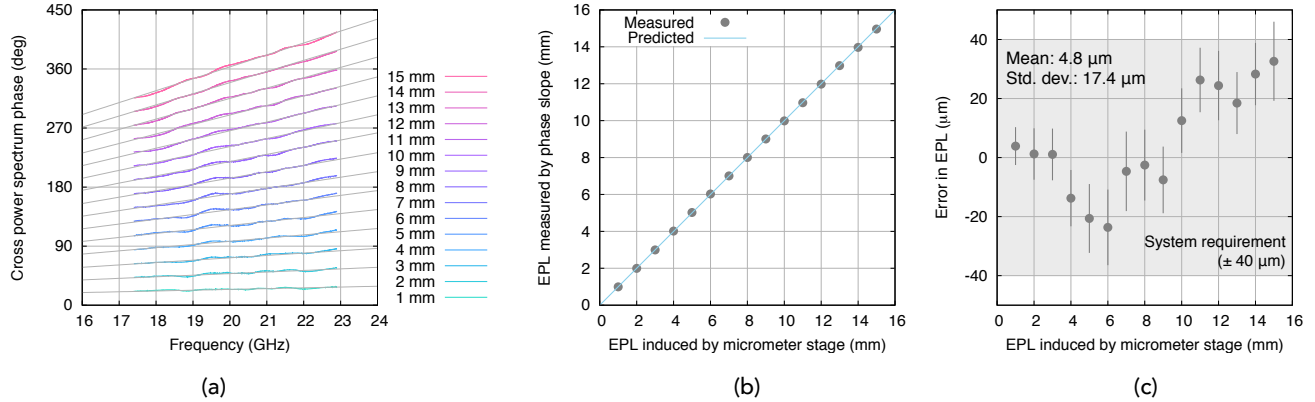 Cross power spectrum phase (deg)
450
360
270
180
90
0
16 17 18 19 20 21 22 23 24
Frequency (GHz)
15 mm
14 mm
13 mm
12 mm
11 mm
10 mm
9 mm
8 mm
7 mm
6 mm
5 mm
4 mm
3 mm
2 mm
1 mm
(a)
EPL measured by phase slope (mm)
16
14
12
10
8
6
4
2
0
Measured
Predicted
0 2 4 6 8 10 12 14 16
EPL induced by micrometer stage (mm)
(b)
Error in EPL (μm)
40
20
0
-20
-40
Mean: 4.8 μm
Std. dev.: 17.4 μm
System requirement
(± 40 μm)
0 2 4 6 8 10 12 14 16
EPL induced by micrometer stage (mm)
(c)